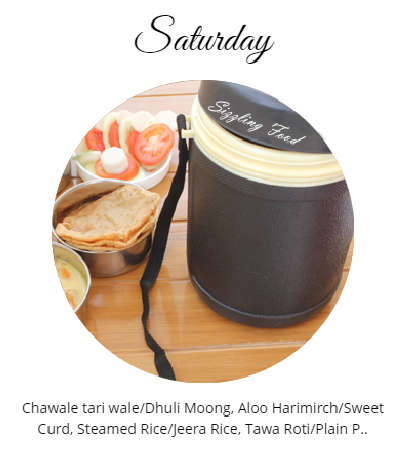 Saturday
Sizzling Food
Chawale tari wale/Dhuli Moong, Aloo Harimirch/Sweet
Curd, Steamed Rice/Jeera Rice, Tawa Roti/Plain P..